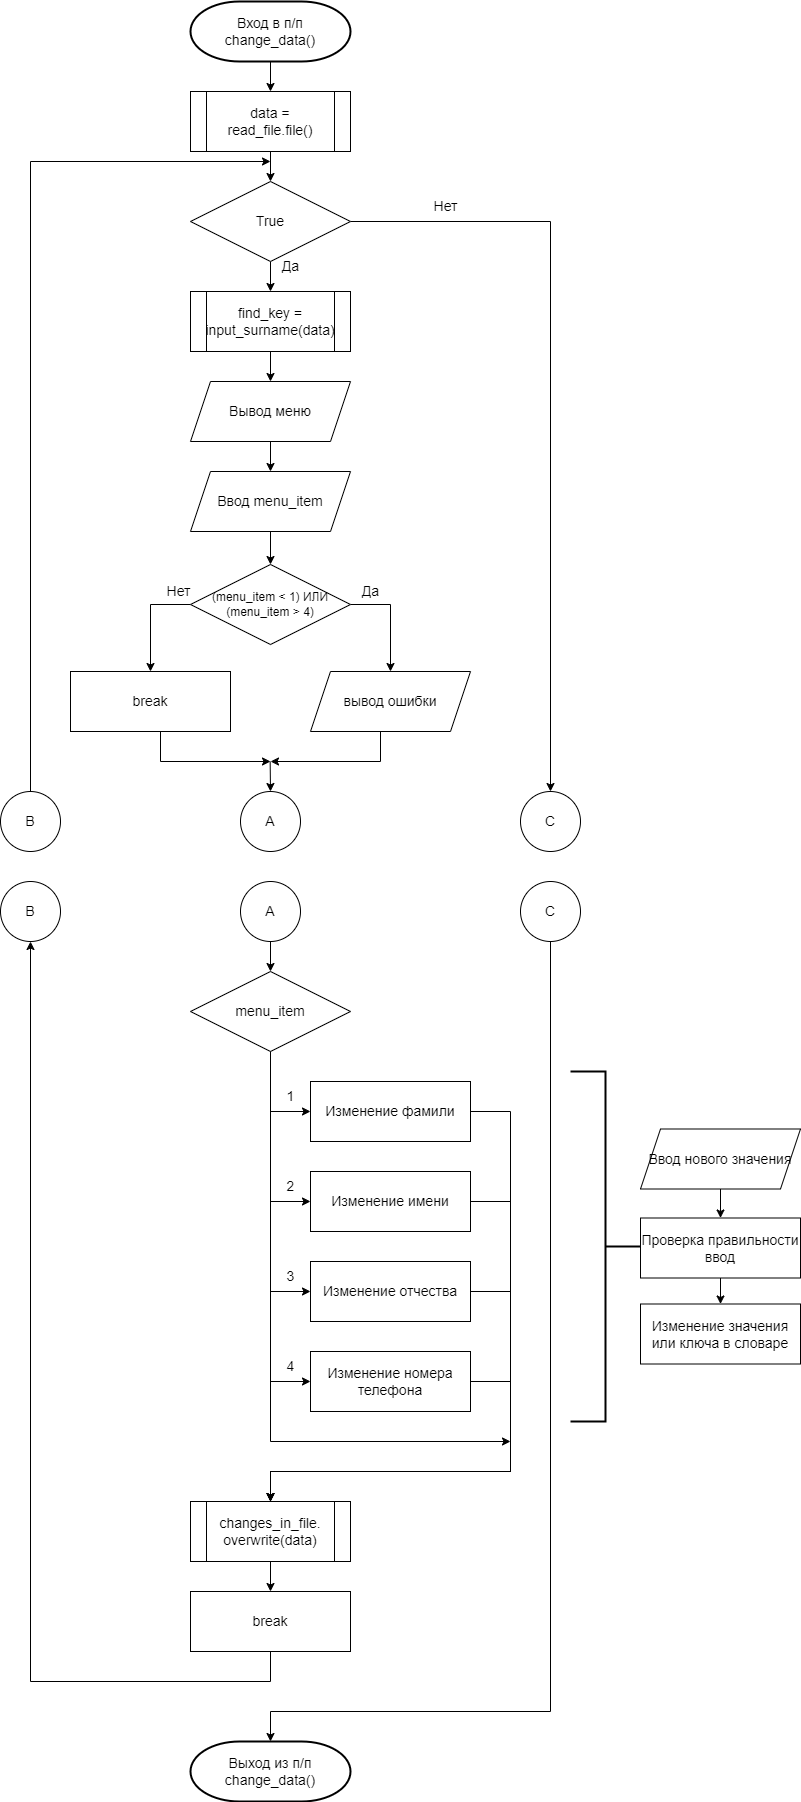 Вход в п/п
change_data()
data =
read_file.file()
True
Нет
Да
find_key =
input_surname(data)
Вывод меню
Ввод menu_item
Нет
(menu_item < 1) ИЛИ
(menu_item > 4)
Да
break
вывод ошибки
B
A
C
B
A
C
menu_item
1
Изменение фамили
2
Изменение имени
3
Изменение отчества
4
Изменение номера
телефона
Ввод нового значения
Проверка правильности
ввод
Изменение значения
или ключа в словаре
changes_in_file.
overwrite(data)
break
Выход из п/п
change_data()